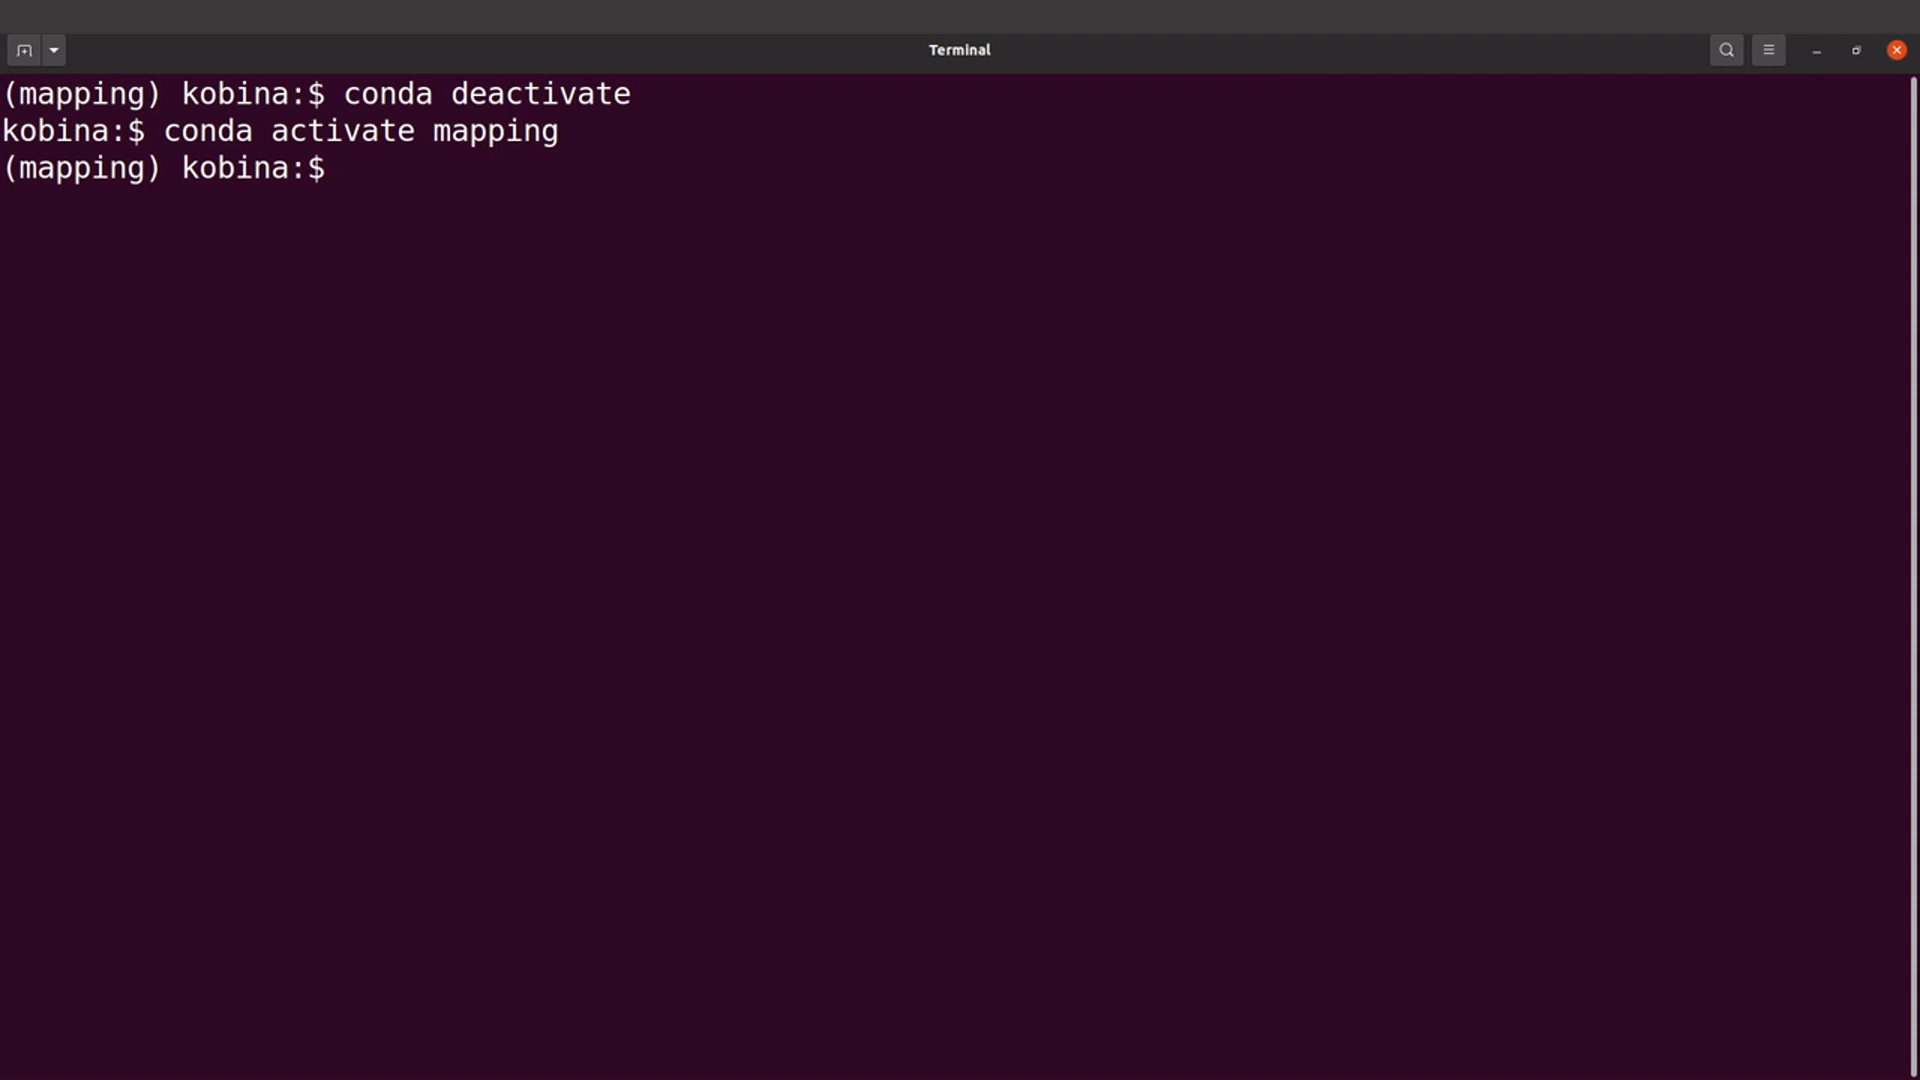 Terminal
(mapping) kobina:$ conda deactivate
kobina:$ conda activate mapping
(mapping) kobina:$